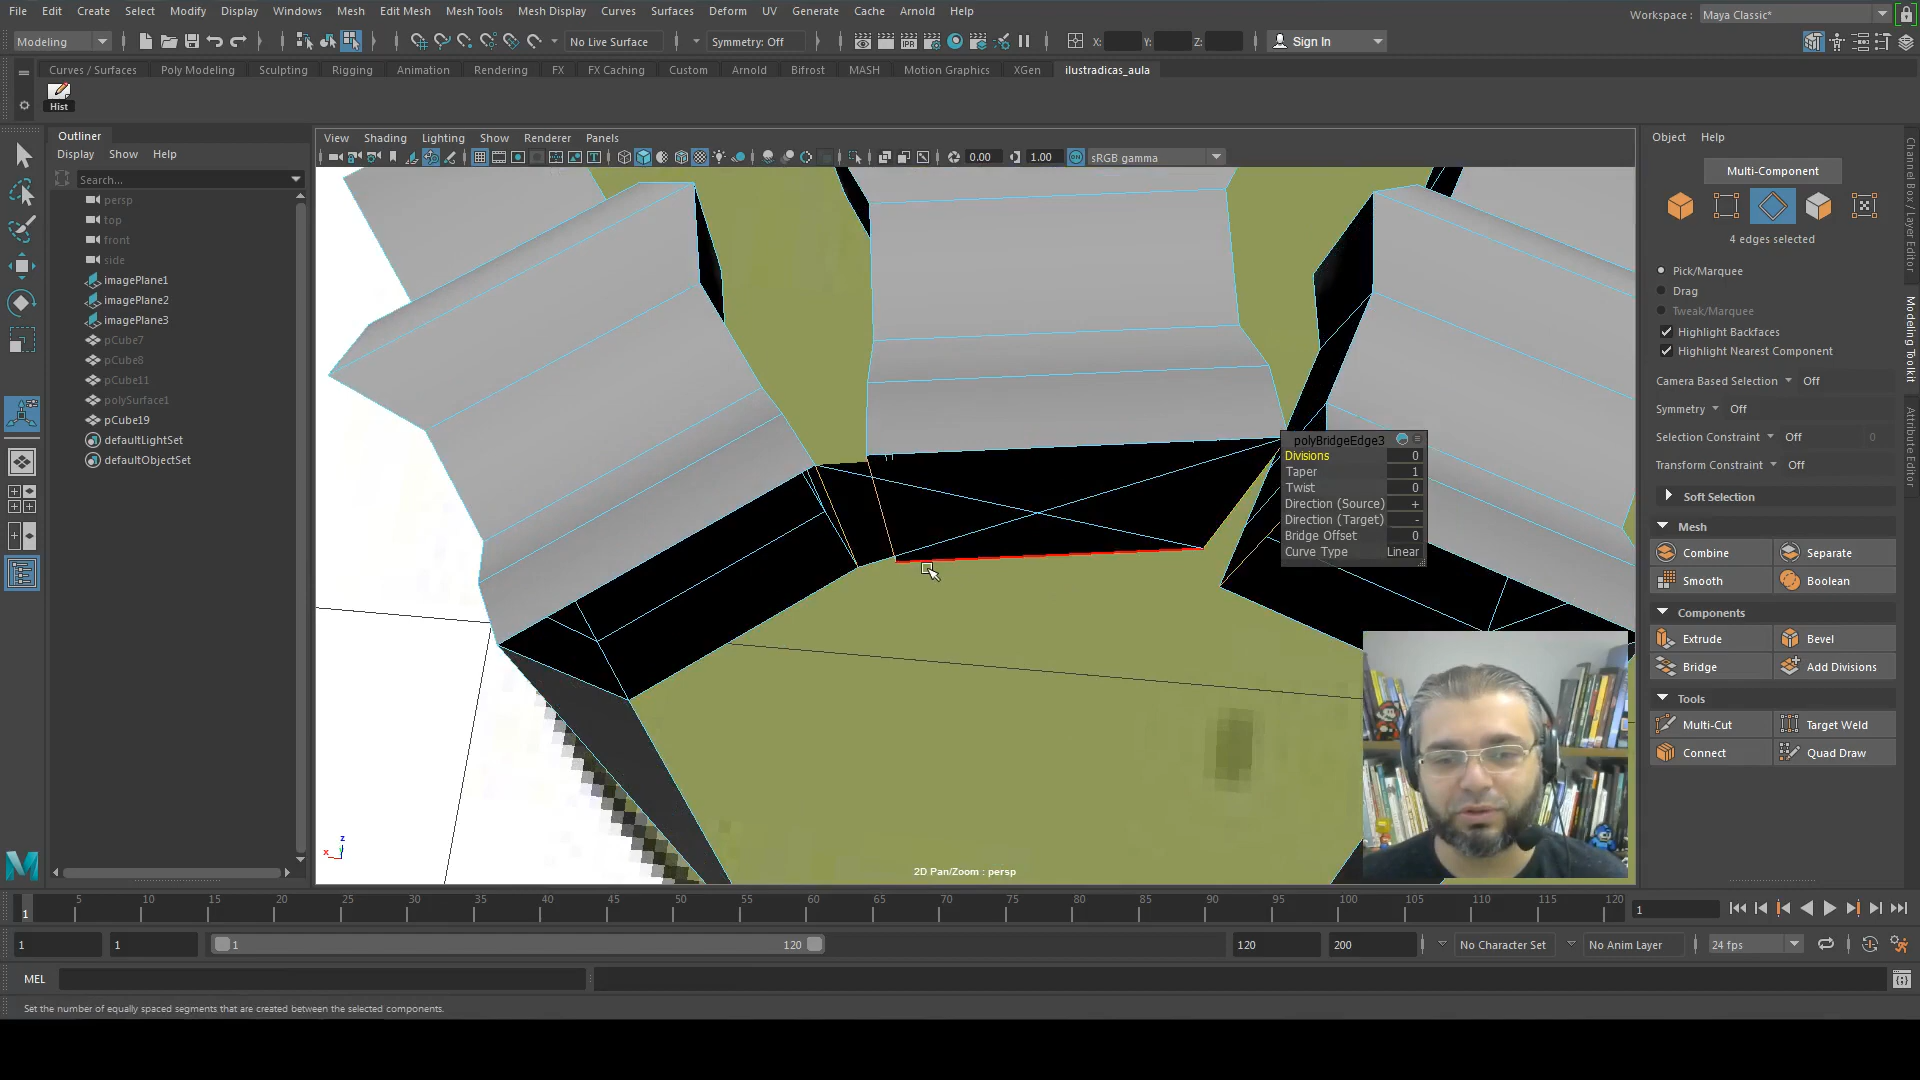 File Edit Create Select Modify Display Windows Mesh Edit Mesh Mesh Tools Mesh Display Curves Surfaces Deform UV Generate Cache Arnold Help
Workspace : Maya Classic*
Modeling
No Live Surface
Symmetry: Off
X: Y: Z:
Sign In
Curves / Surfaces Poly Modeling Sculpting Rigging Animation Rendering FX FX Caching Custom Arnold Bifrost MASH Motion Graphics XGen ilustradicas_aula
Hist
Outliner
Display Show Help
Search...
persp
top
front
side
imagePlane1
imagePlane2
imagePlane3
pCube7
pCube8
pCube11
polySurface1
pCube19
defaultLightSet
defaultObjectSet
View Shading Lighting Show Renderer Panels
0.00 1.00 sRGB gamma
polyBridgeEdge3
Divisions 0
Taper 1
Twist 0
Direction (Source) +
Direction (Target) -
Bridge Offset 0
Curve Type Linear
2D Pan/Zoom : persp
z
x
Object Help
Multi-Component
4 edges selected
Pick/Marquee
Drag
Tweak/Marquee
Highlight Backfaces
Highlight Nearest Component
Camera Based Selection Off
Symmetry Off
Selection Constraint Off 0
Transform Constraint Off
Soft Selection
Mesh
Combine Separate
Smooth Boolean
Components
Extrude Bevel
Bridge Add Divisions
Tools
Multi-Cut Target Weld
Connect Quad Draw
Channel Box / Layer Editor
Modeling Toolkit
Attribute Editor
1 5 10 15 20 25 30 35 40 45 50 55 60 65 70 75 80 85 90 95 100 105 110 115 120
1
1 1 1 120 120 200 No Character Set No Anim Layer 24 fps
MEL
Set the number of equally spaced segments that are created between the selected components.